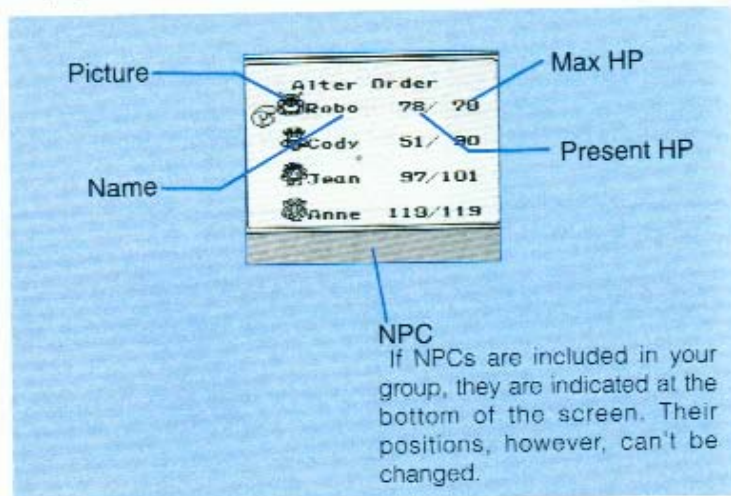 Picture
Max HP
Alter Order
Robo 78/ 78
Cody 51/ 90
Present HP
Name
Jean 97/101
Anne 113/119
NPC
If NPCs are included in your
group, they are indicated at the
bottom of the screen. Their
positions, however, can't be
changed.